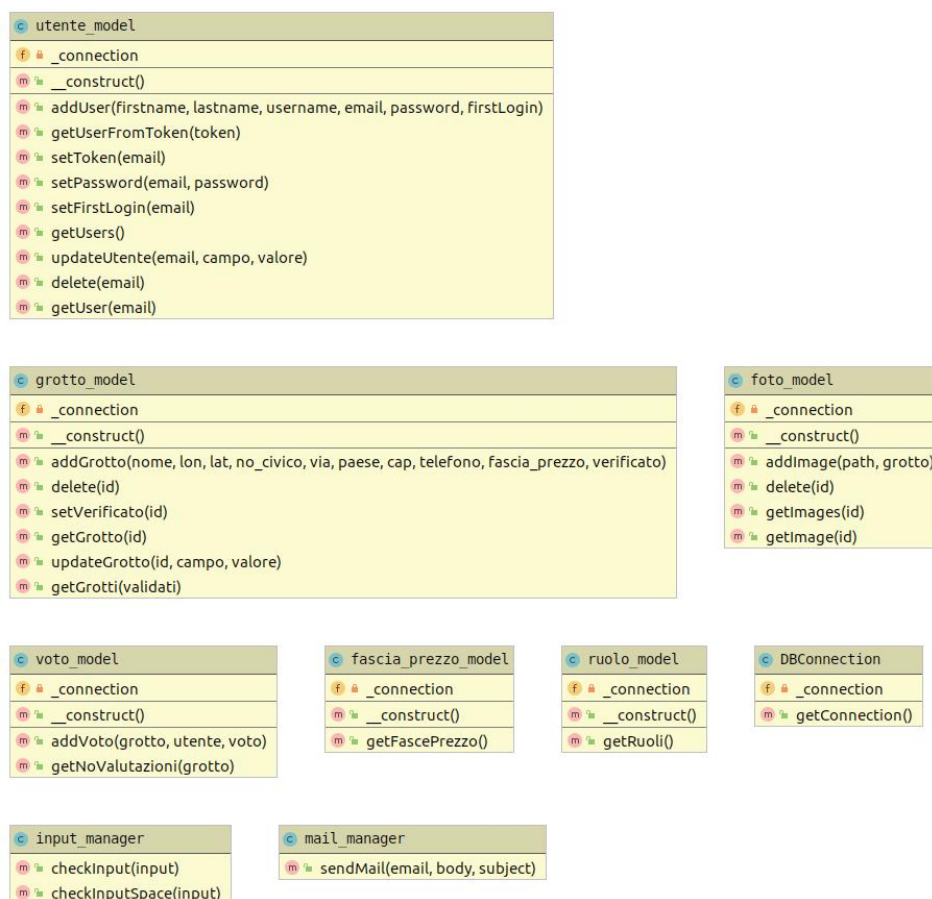 utente_model
_connection
__construct()
addUser(firstname, lastname, username, email, password, firstLogin)
getUserFromToken(token)
setToken(email)
setPassword(email, password)
setFirstLogin(email)
getUsers()
updateUtente(email, campo, valore)
delete(email)
getUser(email)
grotto_model
_connection
__construct()
addGrotto(nome, lon, lat, no_civico, via, paese, cap, telefono, fascia_prezzo, verificato)
delete(id)
setVerificato(id)
getGrotto(id)
updateGrotto(id, campo, valore)
getGrotti(validati)
foto_model
_connection
__construct()
addImage(path, grotto)
delete(id)
getImages(id)
getImage(id)
voto_model
_connection
__construct()
addVoto(grotto, utente, voto)
getNoValutazioni(grotto)
fascia_prezzo_model
_connection
__construct()
getFascePrezzo()
ruolo_model
_connection
__construct()
getRuoli()
DBConnection
_connection
getConnection()
input_manager
checkInput(input)
checkInputSpace(input)
mail_manager
sendMail(email, body, subject)